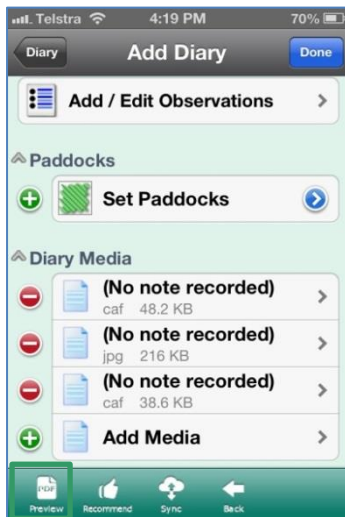 Telstra 4:19 PM 70%
Diary Add Diary Done
Add / Edit Observations
Paddocks
Set Paddocks
Diary Media
(No note recorded)
caf 48.2 KB
(No note recorded)
jpg 216 KB
(No note recorded)
caf 38.6 KB
Add Media
PDF
Preview Recommend Sync Back